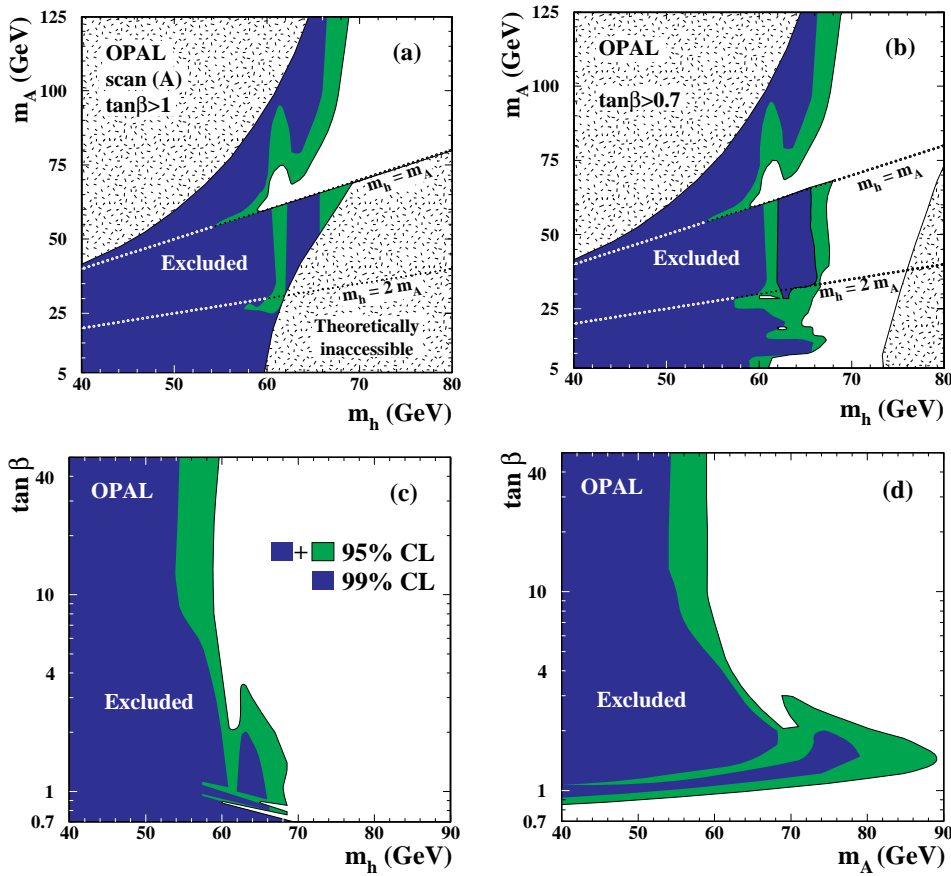 125
100
75
50
25
5
m_A (GeV)
OPAL
scan (A)
tanβ>1
(a)
m_h = m_A
Excluded
m_h = 2 m_A
Theoretically
inaccessible
40 50 60 70 80
m_h (GeV)
125
100
75
50
25
5
m_A (GeV)
OPAL
tanβ>0.7
(b)
m_h = m_A
Excluded
m_h = 2 m_A
40 50 60 70 80
m_h (GeV)
tan β
40
10
4
1
0.7
OPAL
(c)
+ 95% CL
99% CL
Excluded
40 50 60 70 80 90
m_h (GeV)
tan β
40
10
4
1
0.7
OPAL
(d)
Excluded
40 50 60 70 80 90
m_A (GeV)